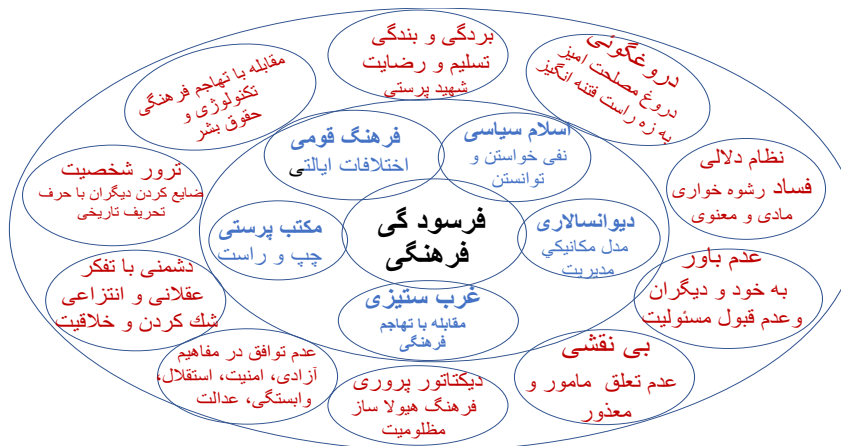 بردگی و بندگی
تسلیم و رضایت
شهید پرستی
دروغگوئی
دروغ مصلحت امیز
به زه راست فتنه انگیز
نظام دلالی
فساد رشوه خواری
مادی و معنوی
عدم باور
به خود و دیگران
وعدم قبول مسئولیت
بی نقشی
عدم تعلق مامور و
معذور
دیکتاتور پروری
فرهنگ هیولا ساز
مظلومیت
عدم توافق در مفاهیم
آزادی، امنیت، استقلال،
وابستگی، عدالت
دشمنی با تفکر
عقلانی و انتزاعی
شك کردن و خلاقیت
ترور شخصیت
ضایع کردن دیگران با حرف
تحریف تاریخی
مقابله با تهاجم فرهنگی
تکنولوژی و
حقوق بشر
اسلام سیاسی
نفی خواستن و
توانستن
دیوانسالاری
مدل مکانیکي
مدیریت
غرب ستیزی
مقابله با تهاجم
فرهنگی
مکتب پرستی
چپ و راست
فرهنگ قومی
اختلافات ایالتی
فرسود گی
فرهنگی